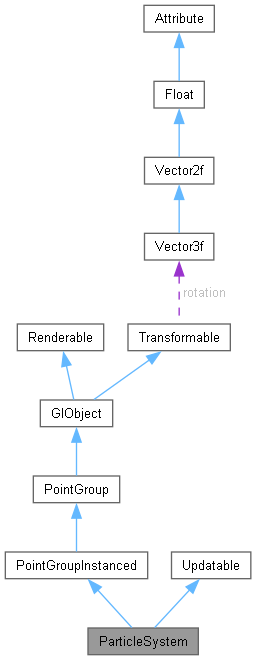 Attribute
Float
Vector2f
Vector3f
rotation
Renderable
Transformable
GlObject
PointGroup
PointGroupInstanced
Updatable
ParticleSystem